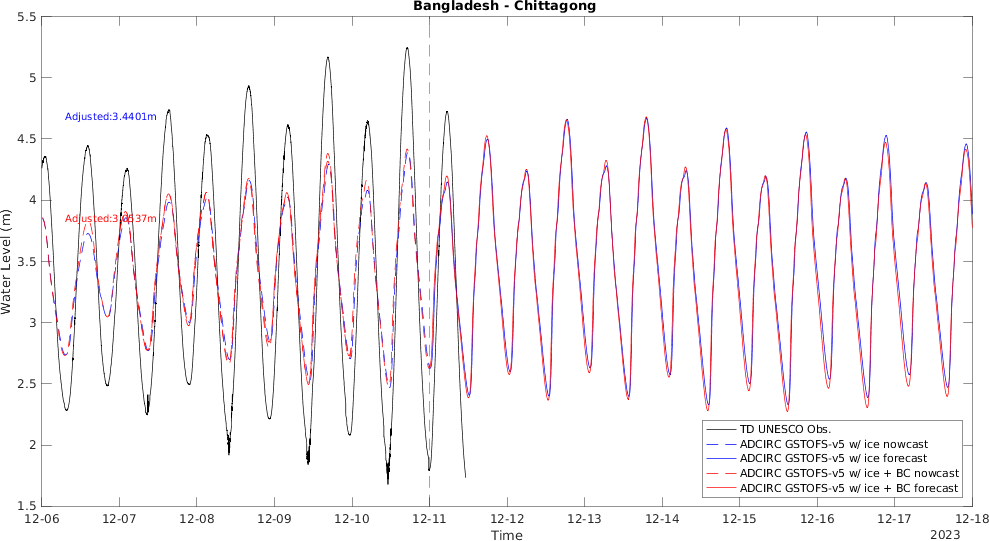 Bangladesh - Chittagong
5.5
5
4.5
4
3.5
3
2.5
2
1.5
Water Level (m)
Adjusted:3.4401m
TD UNESCO Obs.
ADCIRC GSTOFS-v5 w/ ice nowcast
ADCIRC GSTOFS-v5 w/ ice forecast
ADCIRC GSTOFS-v5 w/ ice + BC nowcast
ADCIRC GSTOFS-v5 w/ ice + BC forecast
12-06 12-07 12-08 12-09 12-10 12-11 12-12 12-13 12-14 12-15 12-16 12-17 12-18
Time
2023